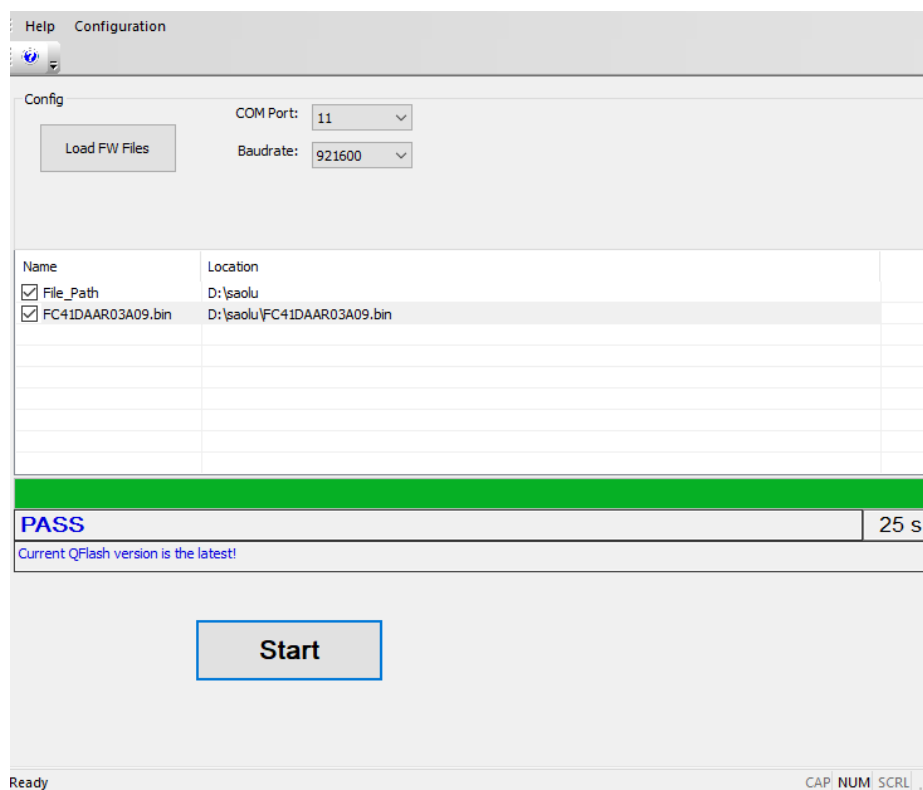 Help Configuration
Config
COM Port: 11
Load FW Files
Baudrate: 921600
Name Location
File_Path D:\saolu
FC41DAAR03A09.bin D:\saolu\FC41DAAR03A09.bin
PASS 25 s
Current QFlash version is the latest!
Start
Ready CAP NUM SCRL